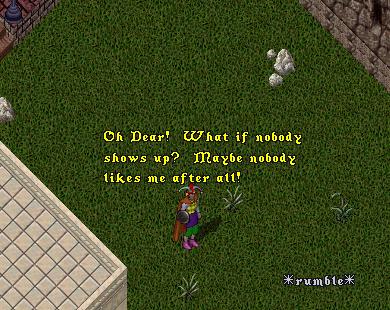 Oh Dear! What if nobody
shows up? Maybe nobody
likes me after all!
*rumble*